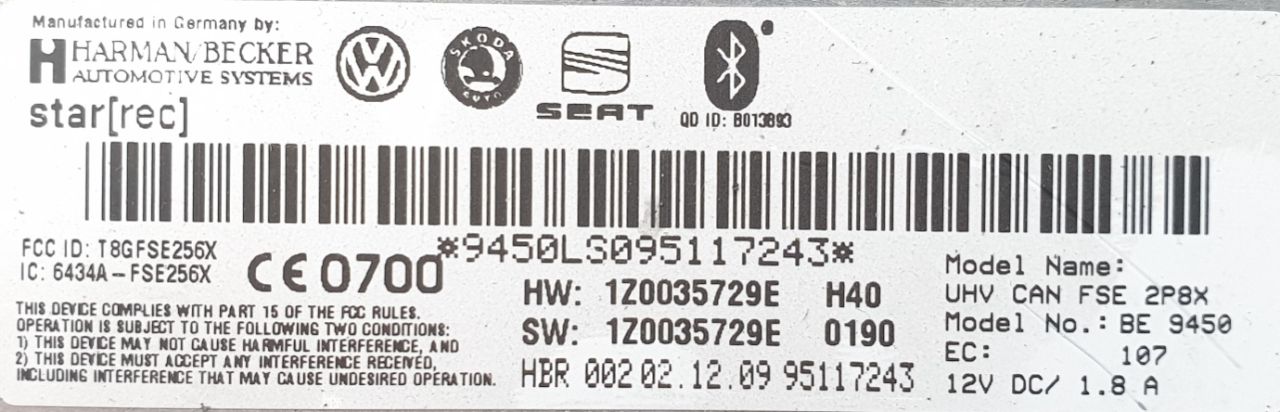 Manufactured in Germany by:
HARMAN/BECKER
AUTOMOTIVE SYSTEMS
star[rec]
VW
SKODA
AUTO
SEAT
QD ID: B013893
*9450LS095117243*
FCC ID: T8GFSE256X
IC: 6434A-FSE256X
CE 0700
THIS DEVICE COMPLIES WITH PART 15 OF THE FCC RULES.
OPERATION IS SUBJECT TO THE FOLLOWING TWO CONDITIONS:
1) THIS DEVICE MAY NOT CAUSE HARMFUL INTERFERENCE, AND
2) THIS DEVICE MUST ACCEPT ANY INTERFERENCE RECEIVED,
INCLUDING INTERFERENCE THAT MAY CAUSE UNDESIRED OPERATION.
HW: 1Z0035729E H40
SW: 1Z0035729E 0190
HBR 002 02.12.09 95117243
Model Name:
UHV CAN FSE 2P8X
Model No.: BE 9450
EC: 107
12V DC/ 1.8 A